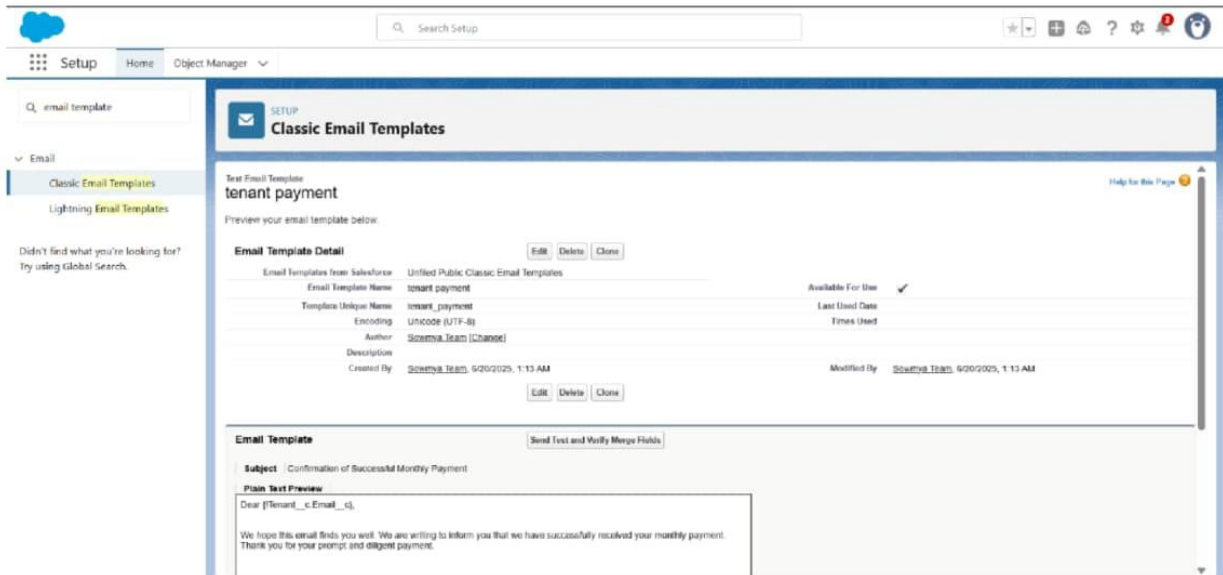 Search Setup
2
Setup
Home
Object Manager
email template
SETUP
Classic Email Templates
Email
Classic Email Templates
Lightning Email Templates
Didn't find what you're looking for?
Try using Global Search.
Text Email Template
tenant payment
Help for this Page
Preview your email template below.
Email Template Detail
Edit Delete Clone
Email Templates from Salesforce Unfiled Public Classic Email Templates
Email Template Name tenant payment Available For Use
Template Unique Name tenant_payment Last Used Date
Encoding Unicode (UTF-8) Times Used
Author Sowmya Team [Change]
Description
Created By Sowmya Team, 6/20/2025, 1:13 AM Modified By Sowmya Team, 6/20/2025, 1:13 AM
Edit Delete Clone
Email Template Send Test and Verify Merge Fields
Subject Confirmation of Successful Monthly Payment
Plain Text Preview
Dear {!Tenant__c.Email__c},
We hope this email finds you well. We are writing to inform you that we have successfully received your monthly payment.
Thank you for your prompt and diligent payment.